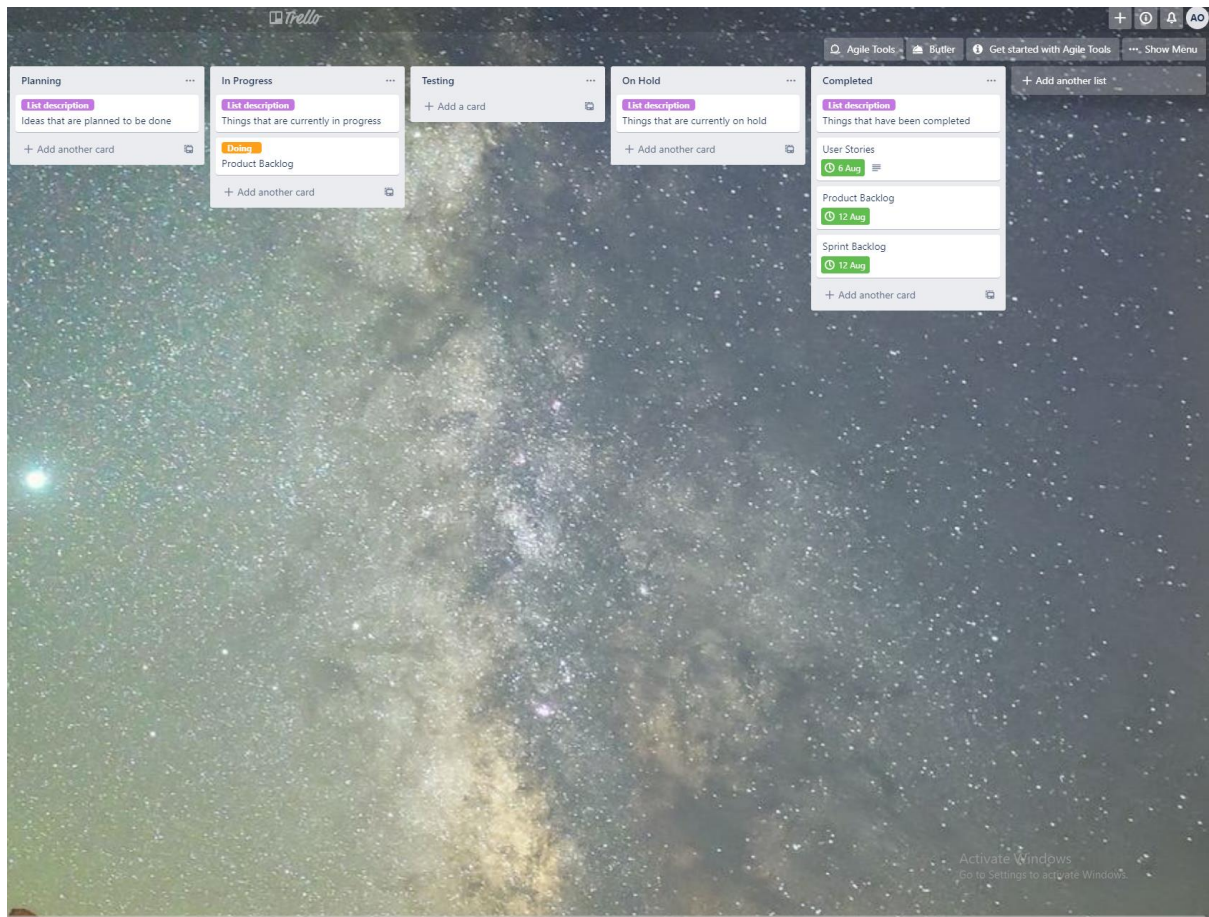 Trello
AO
Agile Tools
Butler
Get started with Agile Tools
... Show Menu
Planning
List description
Ideas that are planned to be done
+ Add another card
In Progress
List description
Things that are currently in progress
Doing
Product Backlog
+ Add another card
Testing
+ Add a card
On Hold
List description
Things that are currently on hold
+ Add another card
Completed
List description
Things that have been completed
User Stories
6 Aug
Product Backlog
12 Aug
Sprint Backlog
12 Aug
+ Add another card
+ Add another list
Activate Windows
Go to Settings to activate Windows.